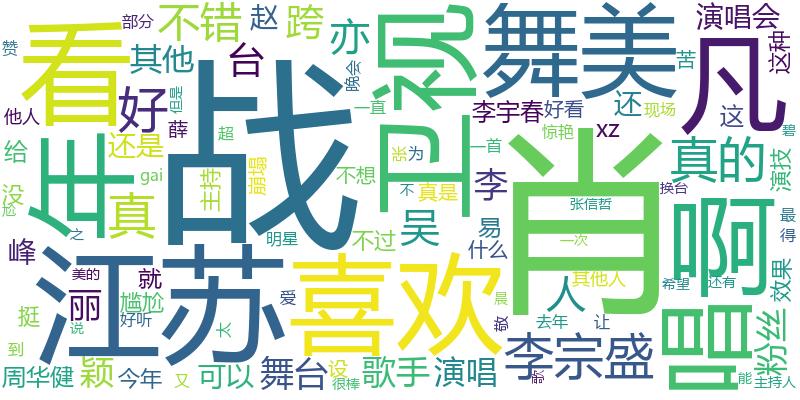 看
战
肖
卫视
舞美
凡
江苏
喜欢
年
啊
唱
李宗盛
真的
不错
赵
跨
部分
赞
其他
台
亦
好
他人
但是
晚会
一直
薛
还是
超
给
没
尬
真
gai
主持
崩塌
张
为
不
不想
真是
李
吴
易
什么
李宇春
好看
惊艳
xz
还
现场
一首
演唱会
苦
这种
这
碧
演技
换台
张信哲
一次
最
得
效果
希望
还有
之
峰
美的
丽
就
尴尬
好听
挺
说
到
明星
不过
爱
太
人
其他人
晨
敬
去年
让
粉丝
周华健
颖
今年
又
可以
舞台
设
很棒
歌手
演唱
歌
能
主持人